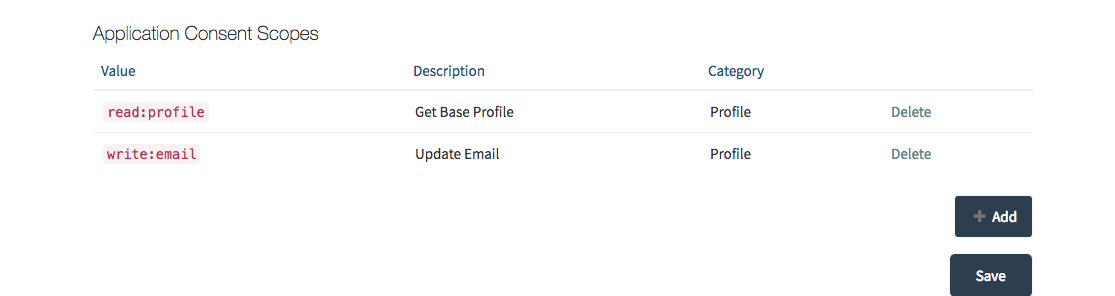 Application Consent Scopes
Value Description Category
read:profile Get Base Profile Profile Delete
write:email Update Email Profile Delete
+ Add
Save